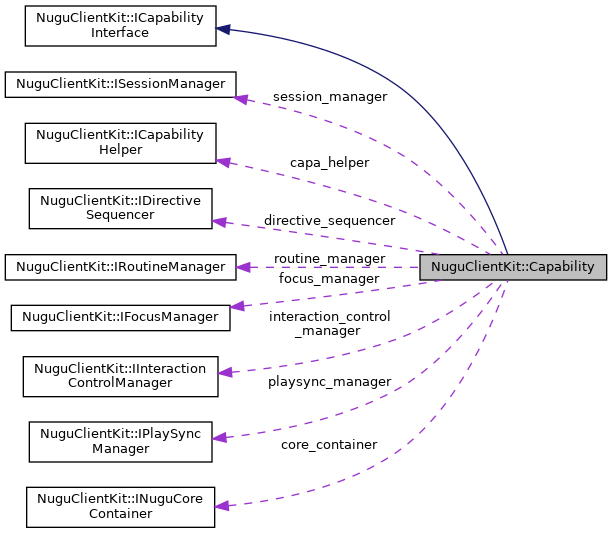 NuguClientKit::ICapability
Interface
NuguClientKit::ISessionManager
session_manager
NuguClientKit::ICapability
Helper
capa_helper
NuguClientKit::IDirective
Sequencer
directive_sequencer
NuguClientKit::IRoutineManager
routine_manager
NuguClientKit::Capability
focus_manager
NuguClientKit::IFocusManager
interaction_control
_manager
NuguClientKit::IInteraction
ControlManager
playsync_manager
NuguClientKit::IPlaySync
Manager
core_container
NuguClientKit::INuguCore
Container